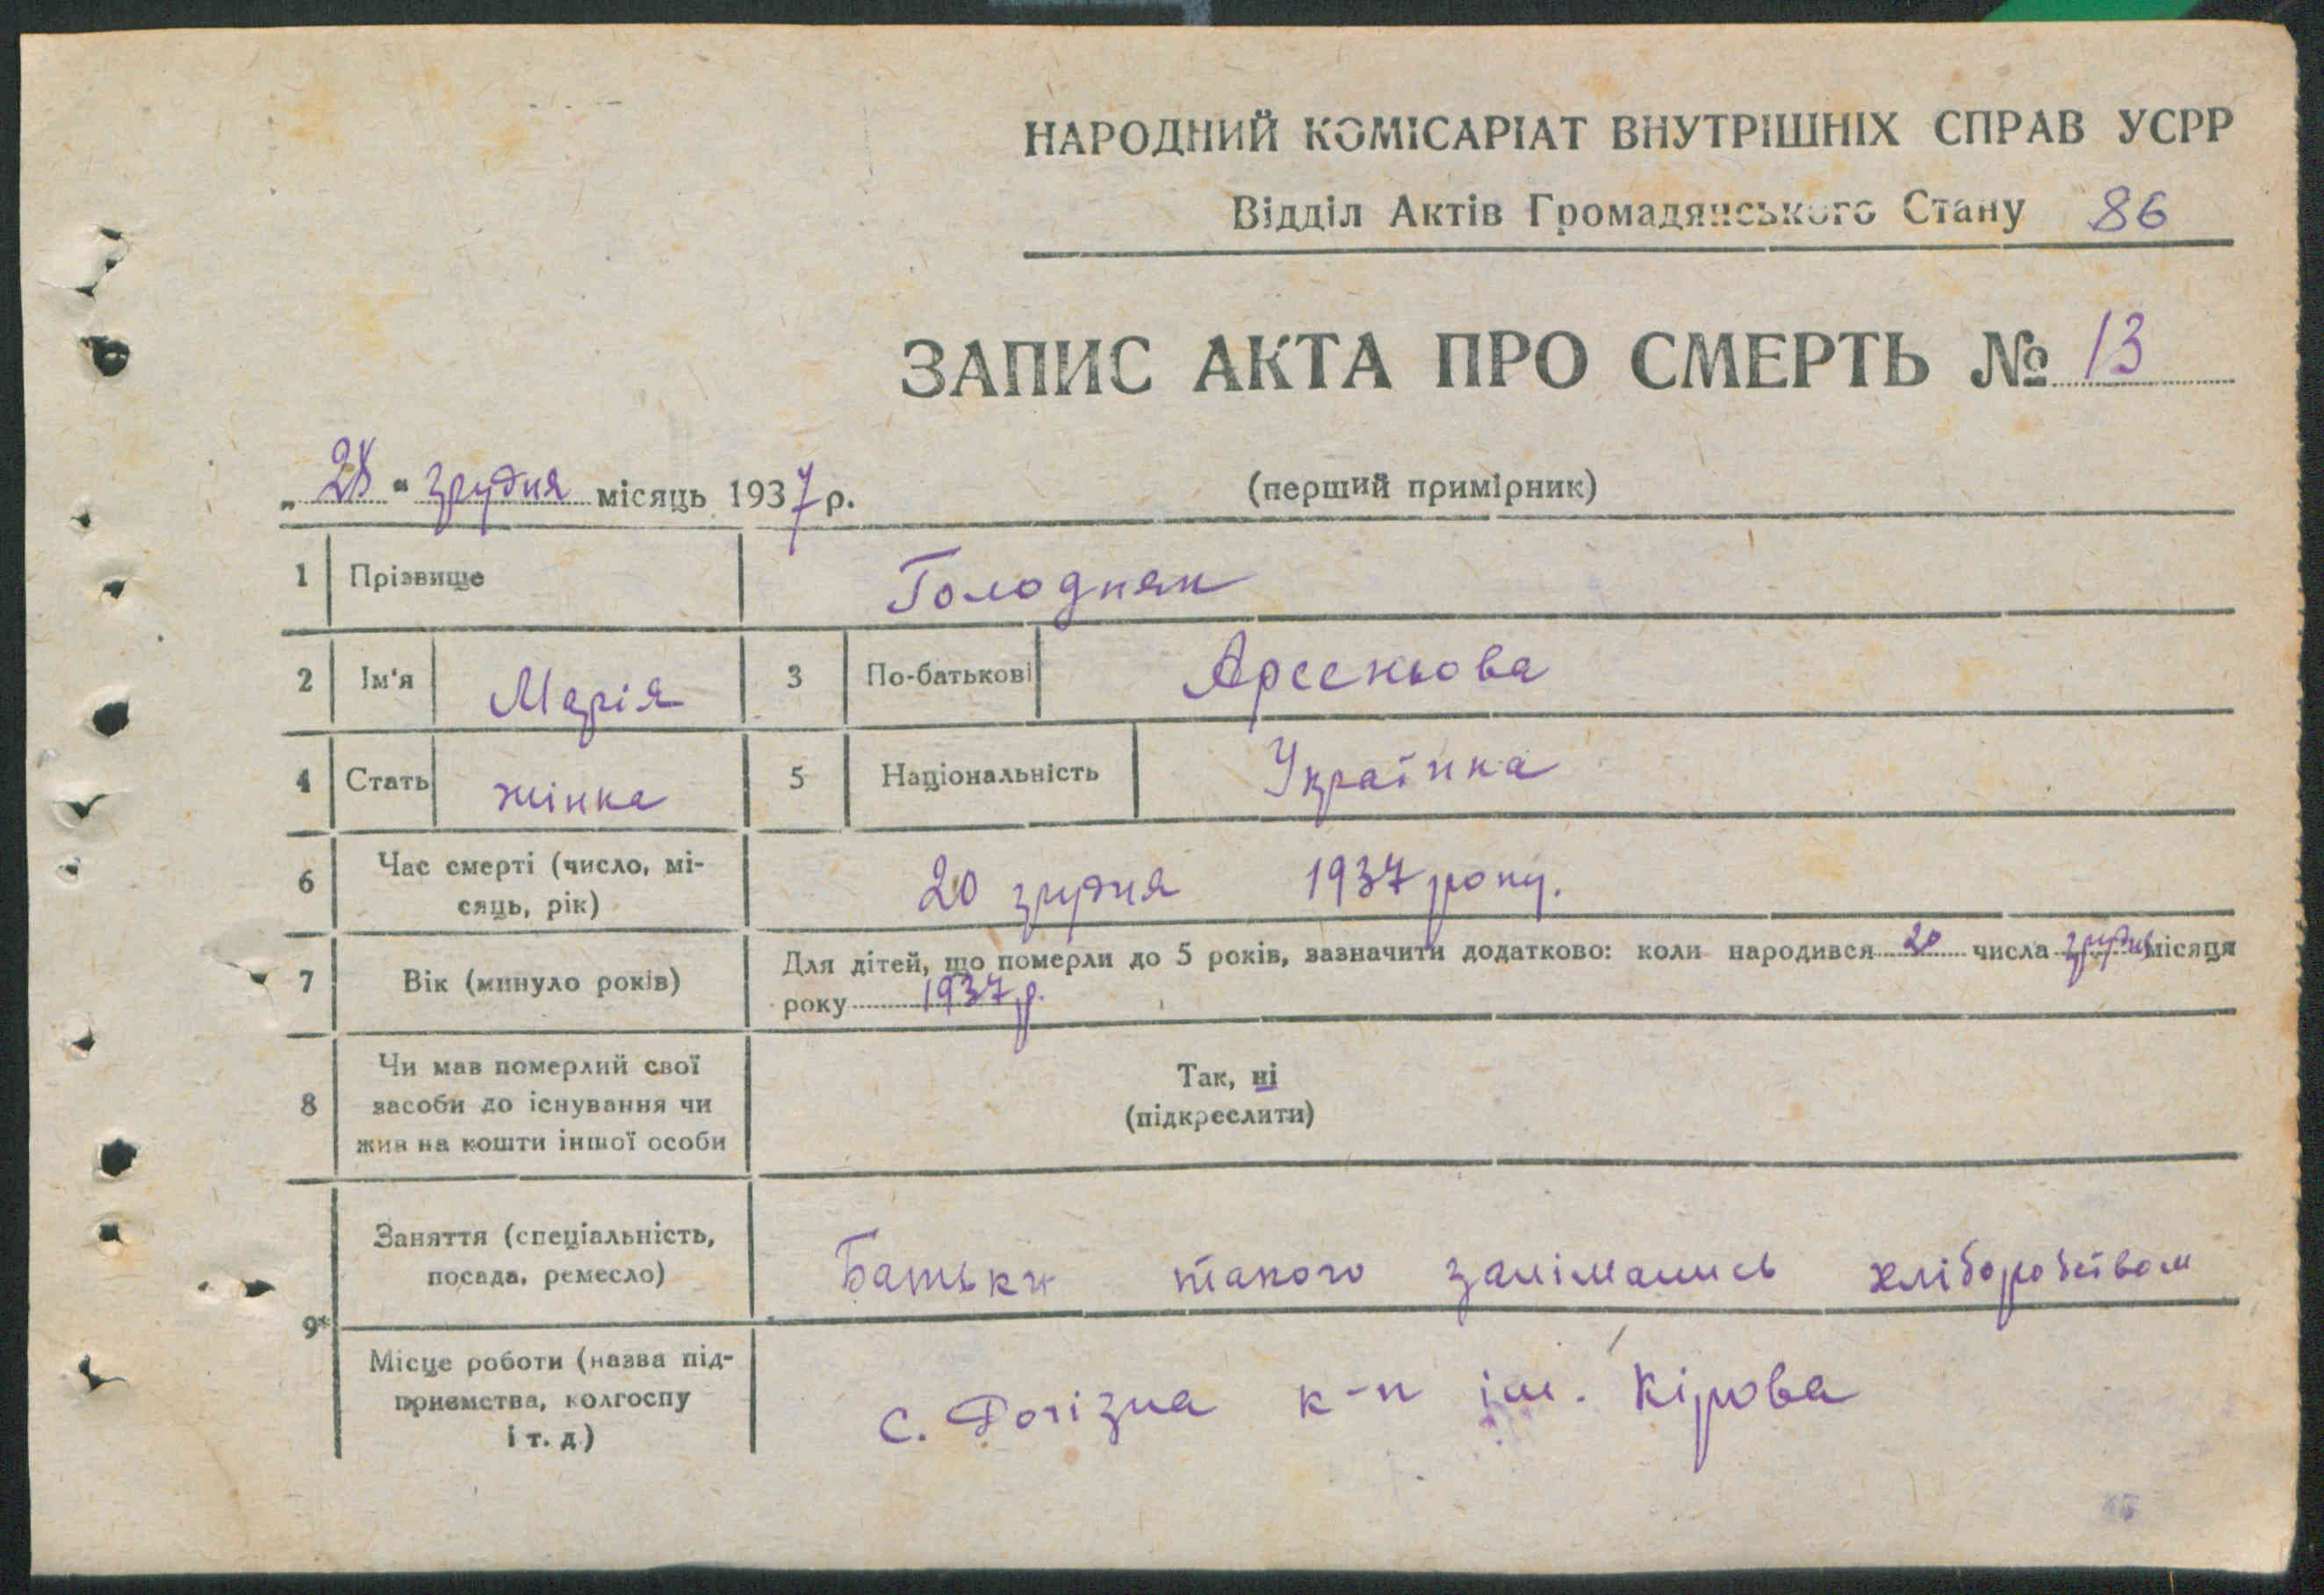 НАРОДНИЙ КОМІСАРІАТ ВНУТРІШНІХ СПРАВ УСРР
Відділ Актів Громадянського Стану 86
ЗАПИС АКТА ПРО СМЕРТЬ № 13
„ 28 “ грудня місяць 1937 р.
(перший примірник)
1 Прізвище Голодняк
2 Ім'я Марія 3 По-батькові Арсеньова
4 Стать жінка 5 Національність Українка
6 Час смерті (число, мі-
сяць, рік) 20 грудня 1937 року.
7 Вік (минуло років) Для дітей, що померли до 5 років, зазначити додатково: коли народився 20 числа грудня місяця
року 1937 р.
8 Чи мав померлий свої
засоби до існування чи
жив на кошти іншої особи
Так, ні
(підкреслити)
9*
Заняття (спеціальність,
посада, ремесло) Батьки такого занімались хліборобством
Місце роботи (назва під-
приємства, колгоспу
і т. д.) с. к-п ім. Кірова